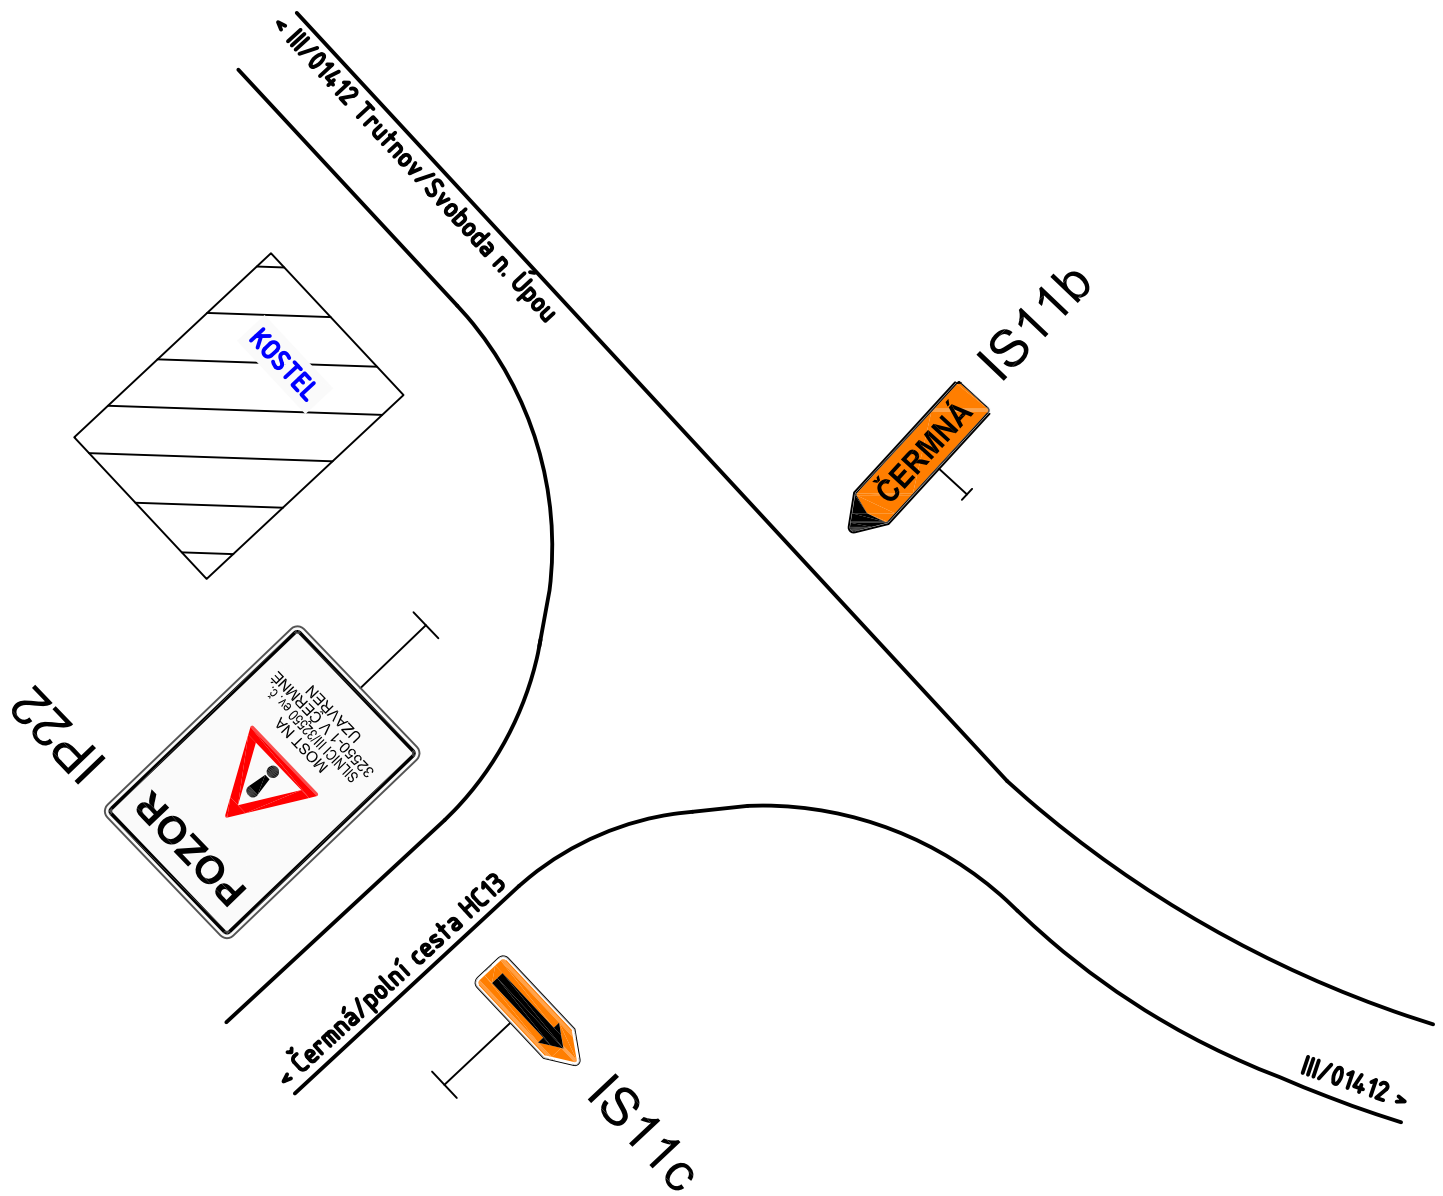 < III/01412 Trutnov/Svoboda n. Úpou
KOSTEL
IS11b
ČERMNÁ
IP22
POZOR
MOST NA
SILNICI III/32550 ev. č.
32550-1 V ČERMNÉ
UZAVŘEN
< Čermná/polní cesta HC13
IS11c
III/01412 >